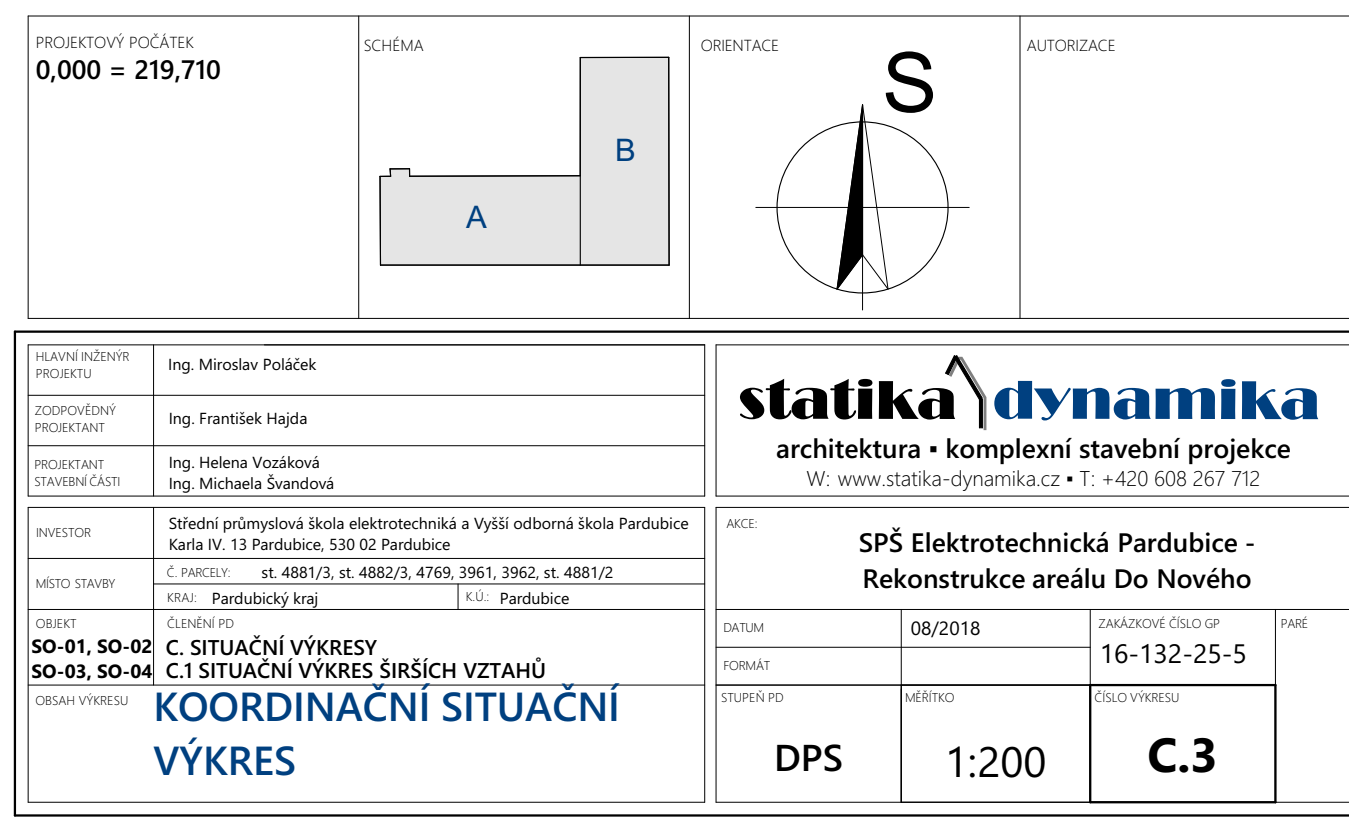 PROJEKTOVÝ POČÁTEK
0,000 = 219,710
SCHÉMA
A
B
ORIENTACE
S
AUTORIZACE
HLAVNÍ INŽENÝR
PROJEKTU
Ing. Miroslav Poláček
ZODPOVĚDNÝ
PROJEKTANT
Ing. František Hajda
PROJEKTANT
STAVEBNÍ ČÁSTI
Ing. Helena Vozáková
Ing. Michaela Švandová
statika dynamika
architektura ▪ komplexní stavební projekce
W: www.statika-dynamika.cz ▪ T: +420 608 267 712
INVESTOR
Střední průmyslová škola elektrotechniká a Vyšší odborná škola Pardubice
Karla IV. 13 Pardubice, 530 02 Pardubice
MÍSTO STAVBY
Č. PARCELY: st. 4881/3, st. 4882/3, 4769, 3961, 3962, st. 4881/2
KRAJ: Pardubický kraj
K.Ú.: Pardubice
OBJEKT
SO-01, SO-02
SO-03, SO-04
ČLENĚNÍ PD
C. SITUAČNÍ VÝKRESY
C.1 SITUAČNÍ VÝKRES ŠIRŠÍCH VZTAHŮ
OBSAH VÝKRESU
KOORDINAČNÍ SITUAČNÍ
VÝKRES
AKCE:
SPŠ Elektrotechnická Pardubice -
Rekonstrukce areálu Do Nového
DATUM
08/2018
FORMÁT
ZAKÁZKOVÉ ČÍSLO GP
16-132-25-5
PARÉ
STUPEŇ PD
DPS
MĚŘÍTKO
1:200
ČÍSLO VÝKRESU
C.3